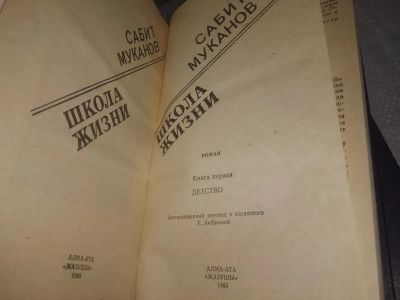 САБИТ
МУКАНОВ
ШКОЛА
ЖИЗНИ
АЛМА-АТА
«ЖАЗУШЫ»
1985
САБИТ
МУКАНОВ
ШКОЛА
ЖИЗНИ
РОМАН
Книга первая
ДЕТСТВО
Авторизованный перевод с казахского
АЛМА-АТА
«ЖАЗУШЫ»
1985